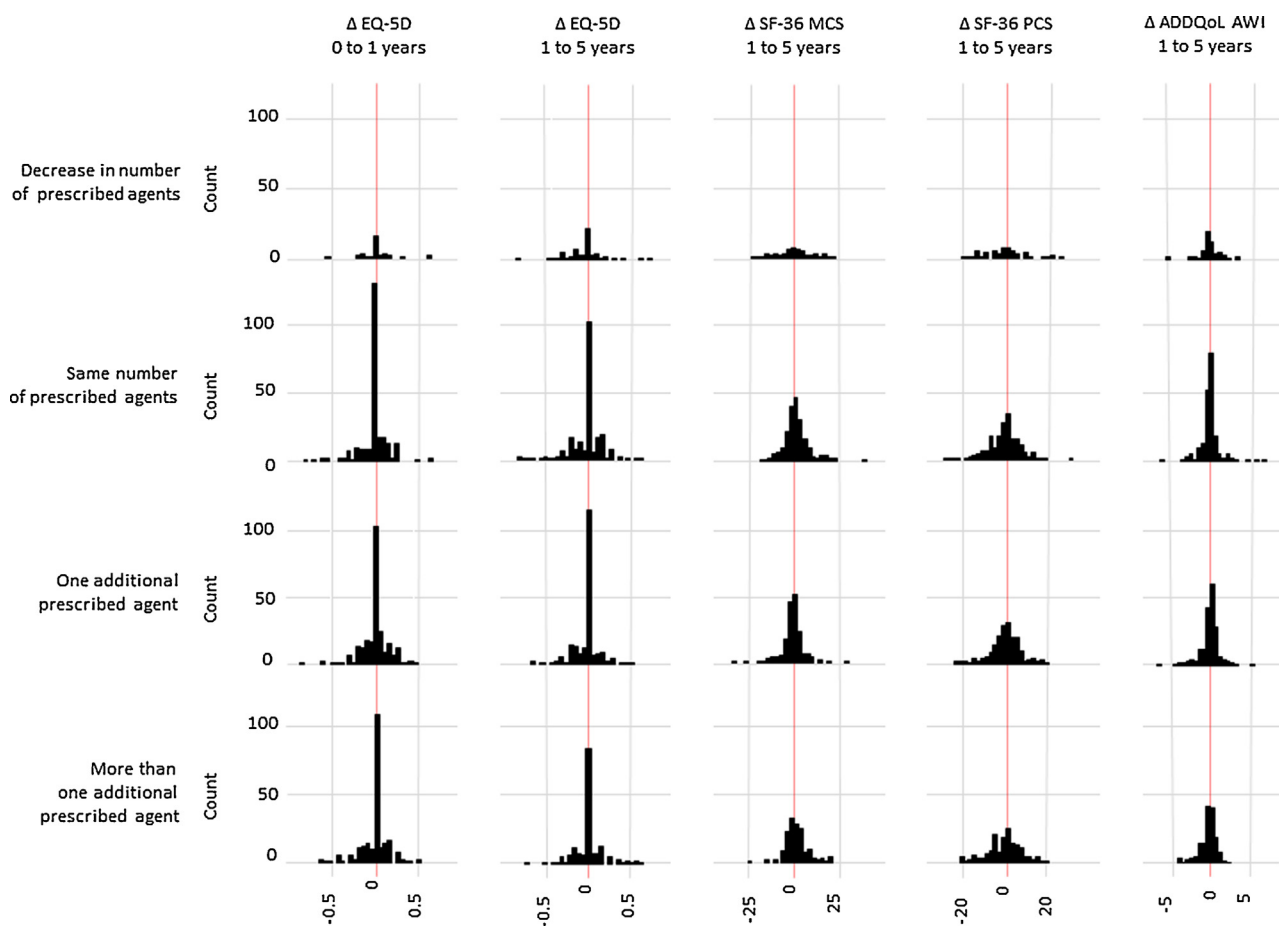 Δ EQ-5D
0 to 1 years
Δ EQ-5D
1 to 5 years
Δ SF-36 MCS
1 to 5 years
Δ SF-36 PCS
1 to 5 years
Δ ADDQoL AWI
1 to 5 years
Decrease in number
of prescribed agents
Count
100
50
0
Same number
of prescribed agents
Count
100
50
0
One additional
prescribed agent
Count
100
50
0
More than
one additional
prescribed agent
Count
100
50
0
-0.5
0
0.5
-0.5
0
0.5
-25
0
25
-20
0
20
-5
0
5